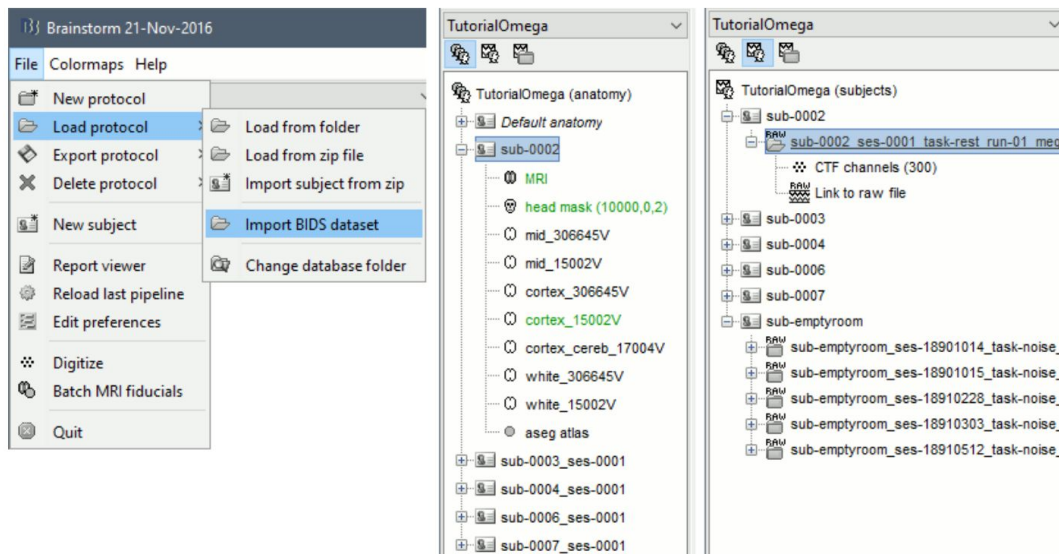 Brainstorm 21-Nov-2016
File Colormaps Help
New protocol
Load protocol
Export protocol
Delete protocol
New subject
Report viewer
Reload last pipeline
Edit preferences
Digitize
Batch MRI fiducials
Quit
Load from folder
Load from zip file
Import subject from zip
Import BIDS dataset
Change database folder
TutorialOmega
TutorialOmega (anatomy)
Default anatomy
sub-0002
MRI
head mask (10000,0,2)
mid_306645V
mid_15002V
cortex_306645V
cortex_15002V
cortex_cereb_17004V
white_306645V
white_15002V
aseg atlas
sub-0003_ses-0001
sub-0004_ses-0001
sub-0006_ses-0001
sub-0007_ses-0001
TutorialOmega
TutorialOmega (subjects)
sub-0002
RAW sub-0002_ses-0001_task-rest_run-01_meg
CTF channels (300)
RAW Link to raw file
sub-0003
sub-0004
sub-0006
sub-0007
sub-emptyroom
RAW sub-emptyroom_ses-18901014_task-noise_
RAW sub-emptyroom_ses-18901015_task-noise_
RAW sub-emptyroom_ses-18910228_task-noise_
RAW sub-emptyroom_ses-18910303_task-noise_
RAW sub-emptyroom_ses-18910512_task-noise_